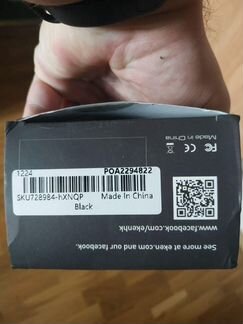 1224
POA2294822
SKU728984-hXNQP
Made In China
Black
See more at eken.com and our facebook.
www.facebook.com/ekenhk
FC
Made in China